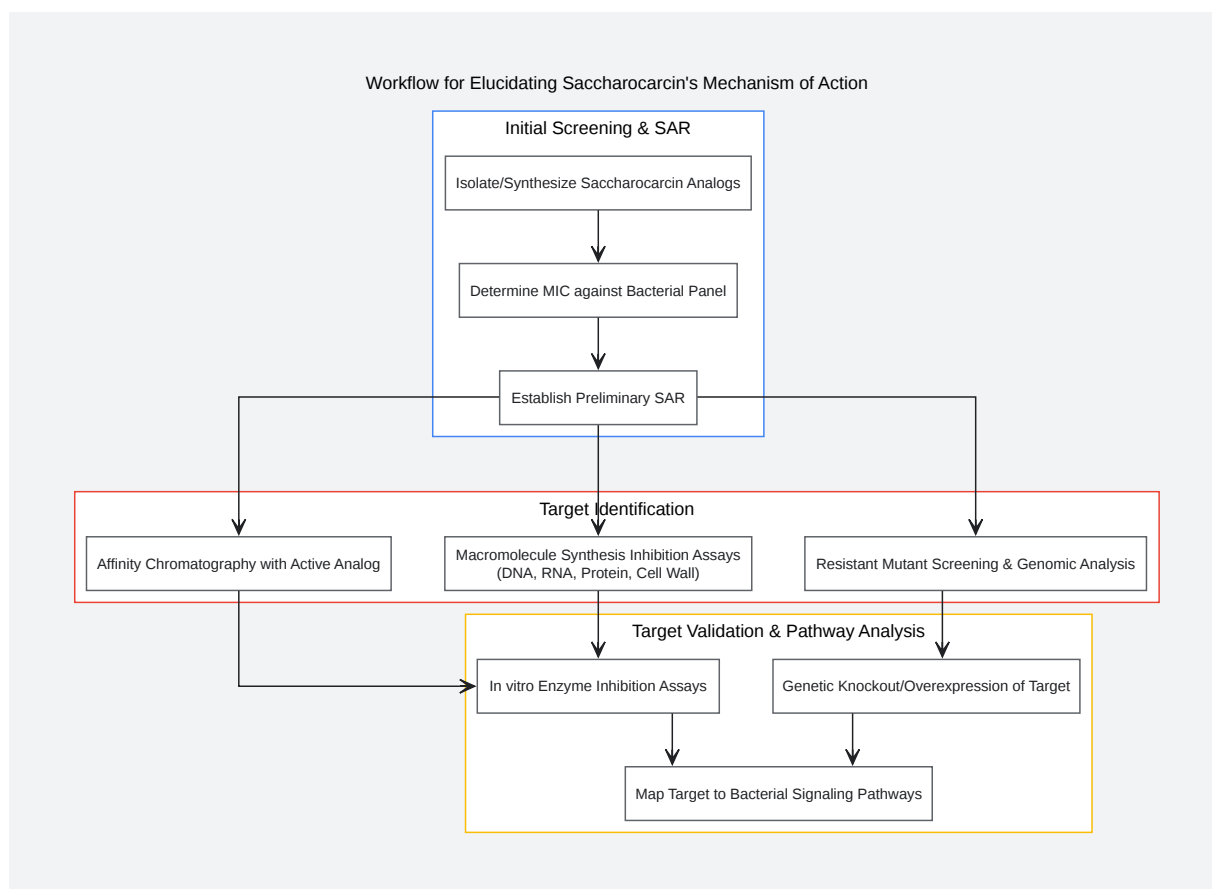 Workflow for Elucidating Saccharocarcin's Mechanism of Action
Initial Screening & SAR
Isolate/Synthesize Saccharocarcin Analogs
Determine MIC against Bacterial Panel
Establish Preliminary SAR
Target Identification
Affinity Chromatography with Active Analog
Macromolecule Synthesis Inhibition Assays
(DNA, RNA, Protein, Cell Wall)
Resistant Mutant Screening & Genomic Analysis
Target Validation & Pathway Analysis
In vitro Enzyme Inhibition Assays
Genetic Knockout/Overexpression of Target
Map Target to Bacterial Signaling Pathways